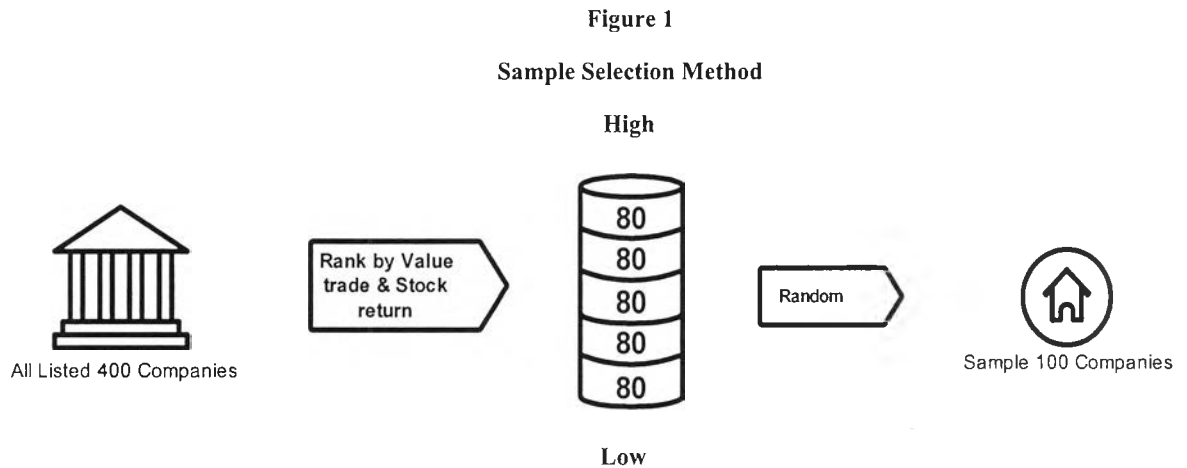 Figure 1
Sample Selection Method
High
80
80
80
80
80
Rank by Value
trade & Stock
return
Random
All Listed 400 Companies
Sample 100 Companies
Low